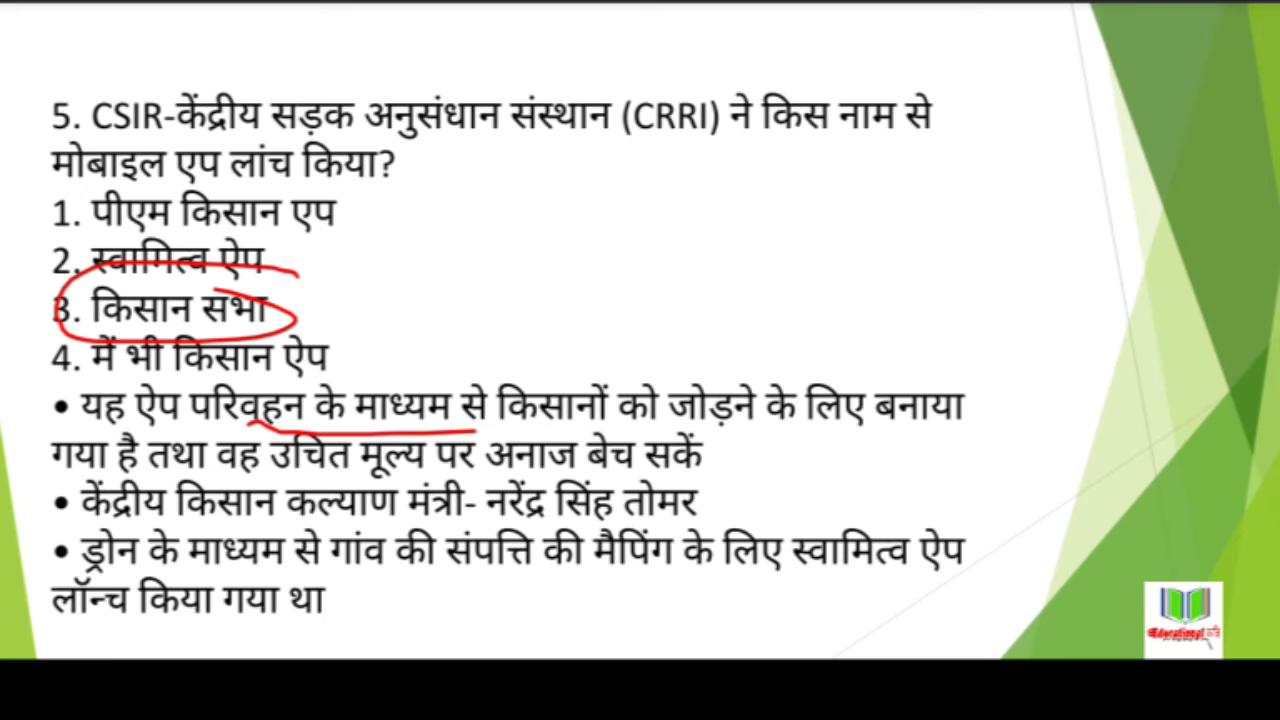 5. CSIR-केंद्रीय सड़क अनुसंधान संस्थान (CRRI) ने किस नाम से
मोबाइल एप लांच किया?
1. पीएम किसान एप
2. स्वामित्व ऐप
3. किसान सभा
4. में भी किसान ऐप
• यह ऐप परिवहन के माध्यम से किसानों को जोड़ने के लिए बनाया
गया है तथा वह उचित मूल्य पर अनाज बेच सकें
• केंद्रीय किसान कल्याण मंत्री- नरेंद्र सिंह तोमर
• ड्रोन के माध्यम से गांव की संपत्ति की मैपिंग के लिए स्वामित्व ऐप
लॉन्च किया गया था
Educational